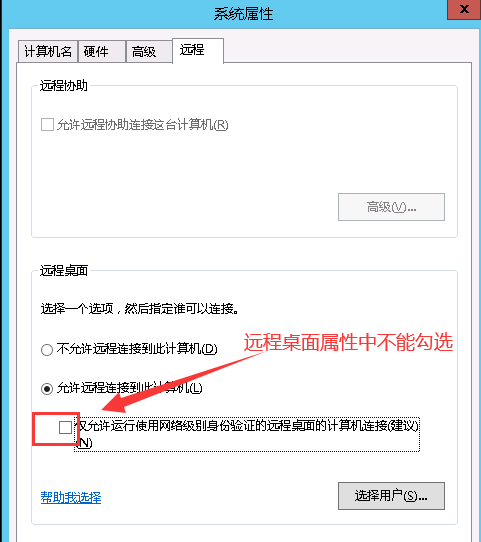 系统属性
x
计算机名 硬件 高级 远程
远程协助
允许远程协助连接这台计算机(R)
高级(V)...
远程桌面
选择一个选项，然后指定谁可以连接。
不允许远程连接到此计算机(D)
远程桌面属性中不能勾选
允许远程连接到此计算机(L)
仅允许运行使用网络级别身份验证的远程桌面的计算机连接(建议)
(N)
帮助我选择
选择用户(S)...